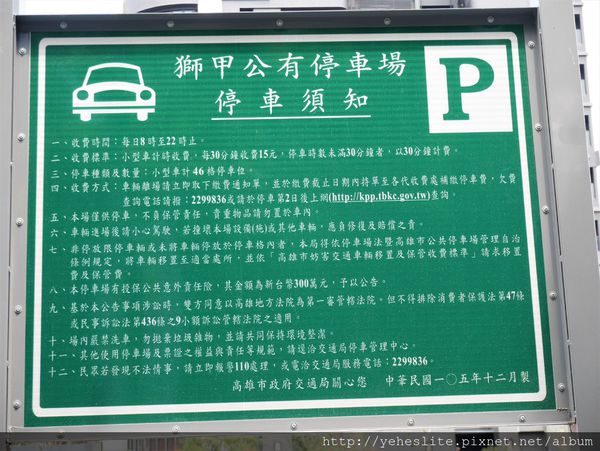 獅甲公有停車場
停車須知
P
一、收費時間：每日8時至22時止。
二、收費標準：小型車計時收費，每30分鐘收費15元，停車時數未滿30分鐘者，以30分鐘計費。
三、停車種類及數量：小型車計46格停車位。
四、收費方式：車輛離場請立即取下繳費通知單，並於繳費截止日期內持單至各代收費處補繳停車費，欠費
查詢電話請撥：2299836或請於停車第2日後上網(http://kpp.tbkc.gov.tw)查詢。
五、本場僅供停車，不負保管責任，貴重物品請勿置於車內。
六、車輛進場後請小心駕駛，若撞壞本場設備(施)或其他車輛，應負修復及賠償之責。
七、非停放限停車輛或未將車輛停放於停車格內者，本局得依停車場法暨高雄市公共停車場管理自治
條例規定，將車輛移置至適當處所，並依「高雄市妨害交通車輛移置及保管收費標準」請求移置
費及保管費。
八、本停車場有投保公共意外責任險，其金額為新台幣300萬元，予以公告。
九、基於本公告事項涉訟時，雙方同意以高雄地方法院為第一審管轄法院。但不得排除消費者保護法第47條
或民事訴訟法第436條之9小額訴訟管轄法院之適用。
十、場內嚴禁洗車，勿拋棄垃圾雜物，並請共同保持環境整潔。
十一、其他使用停車場及票證之權益與責任等規範，請逕洽交通局停車管理中心。
十二、民眾若發現不法情事，請立即報警110處理，或電洽交通局服務電話：2299836。
高雄市政府交通局關心您 中華民國一〇五年十二月製
http://yeheslite.pixnet.net/album